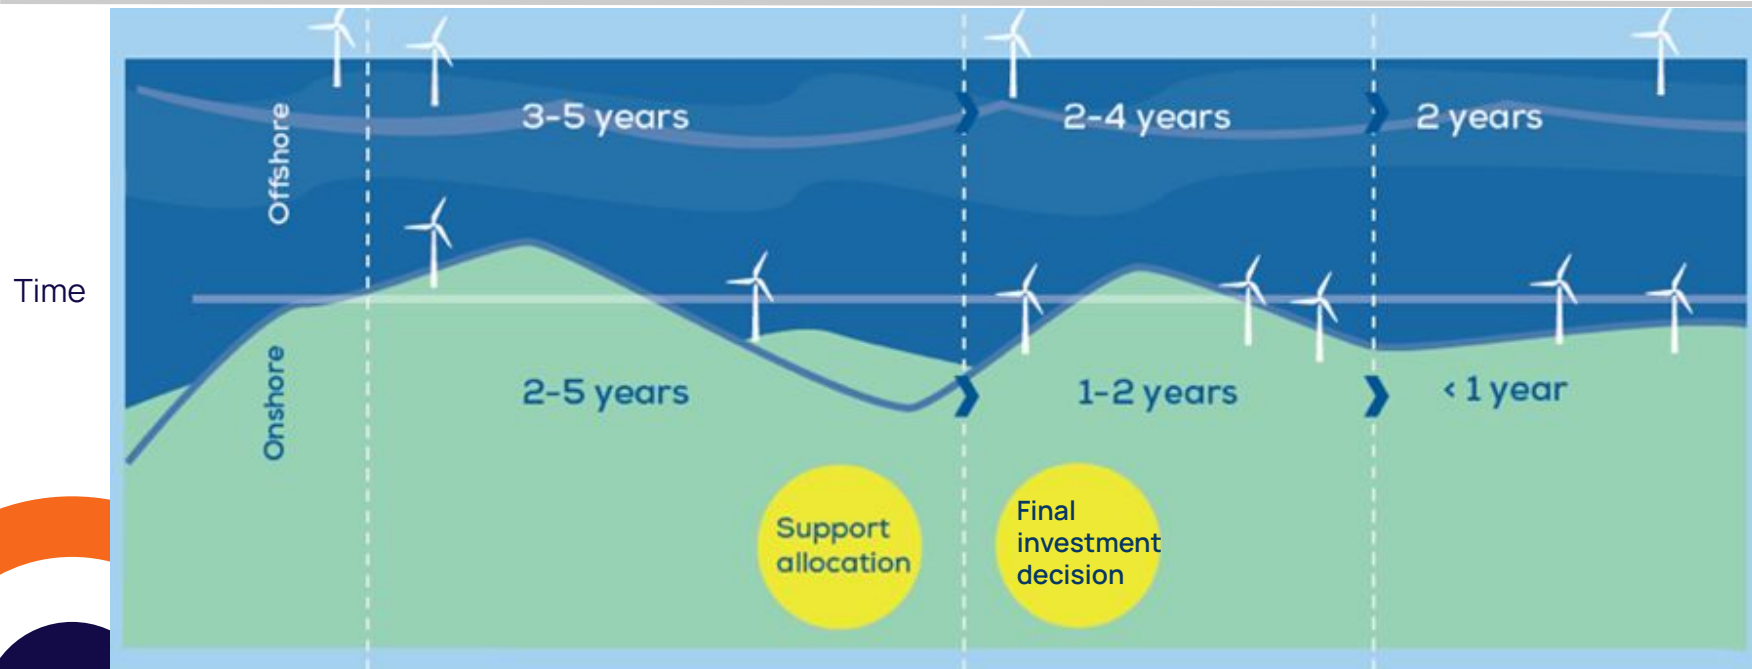 Offshore
3-5 years
2-4 years
2 years
Time
Onshore
2-5 years
1-2 years
< 1 year
Support
allocation
Final
investment
decision